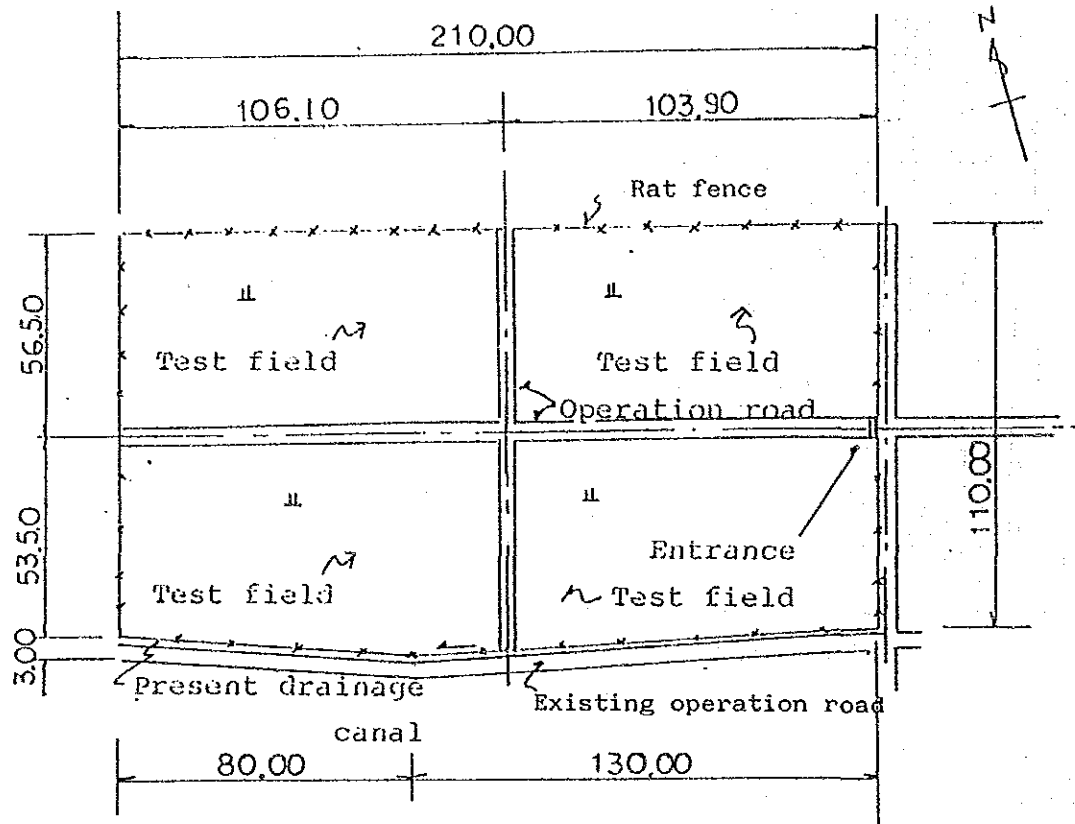 210.00
106.10
103.90
N
Rat fence
56.50
Test field
Test field
Operation road
110.00
53.50
Entrance
Test field
Test field
3.00
Present drainage
canal
Existing operation road
80.00
130.00